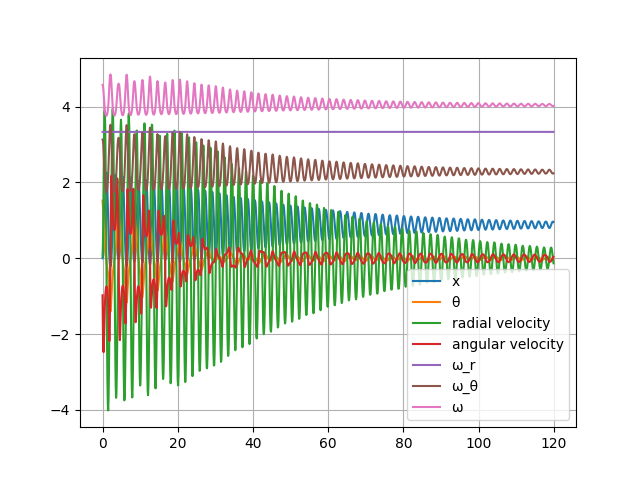 4
2
0
−2
−4
x
θ
radial velocity
angular velocity
ω_r
ω_θ
ω
0 20 40 60 80 100 120